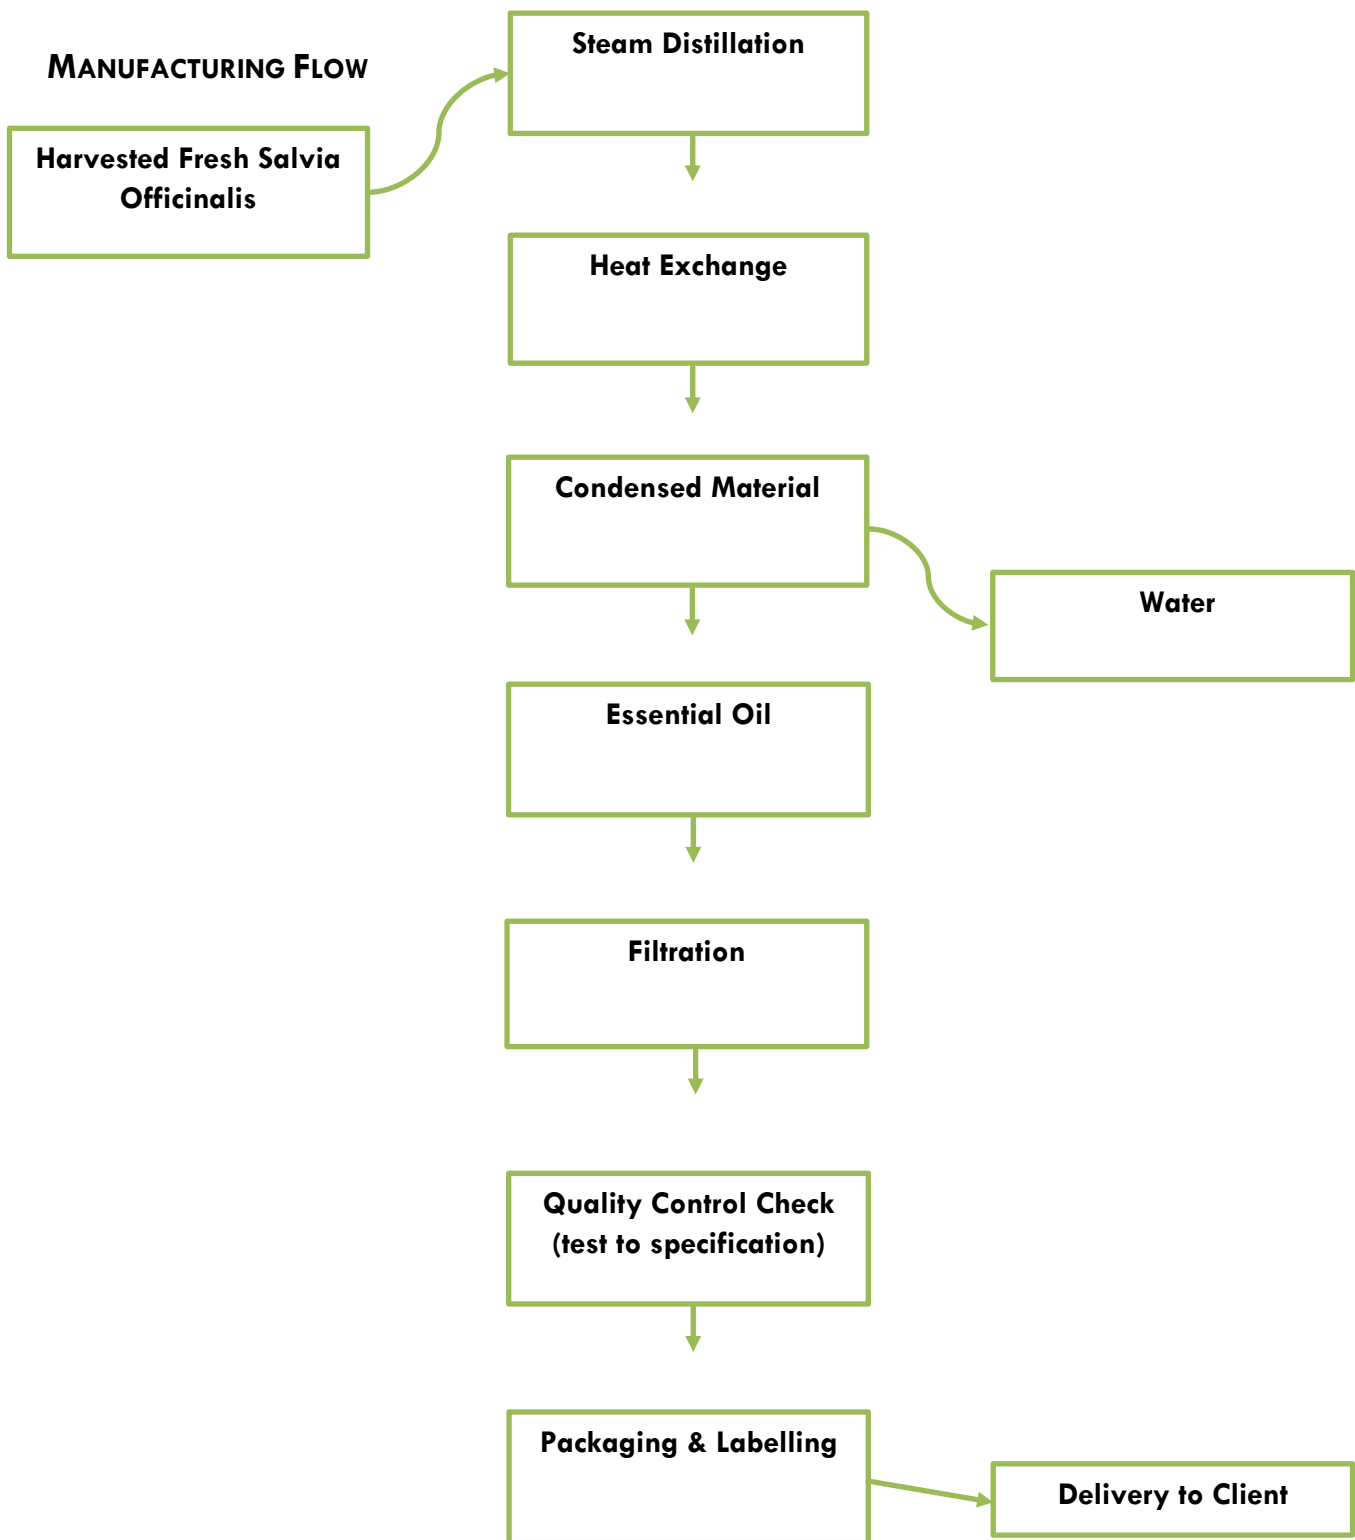 MANUFACTURING FLOW
Harvested Fresh Salvia
Officinalis
Steam Distillation
Heat Exchange
Condensed Material
Water
Essential Oil
Filtration
Quality Control Check
(test to specification)
Packaging & Labelling
Delivery to Client